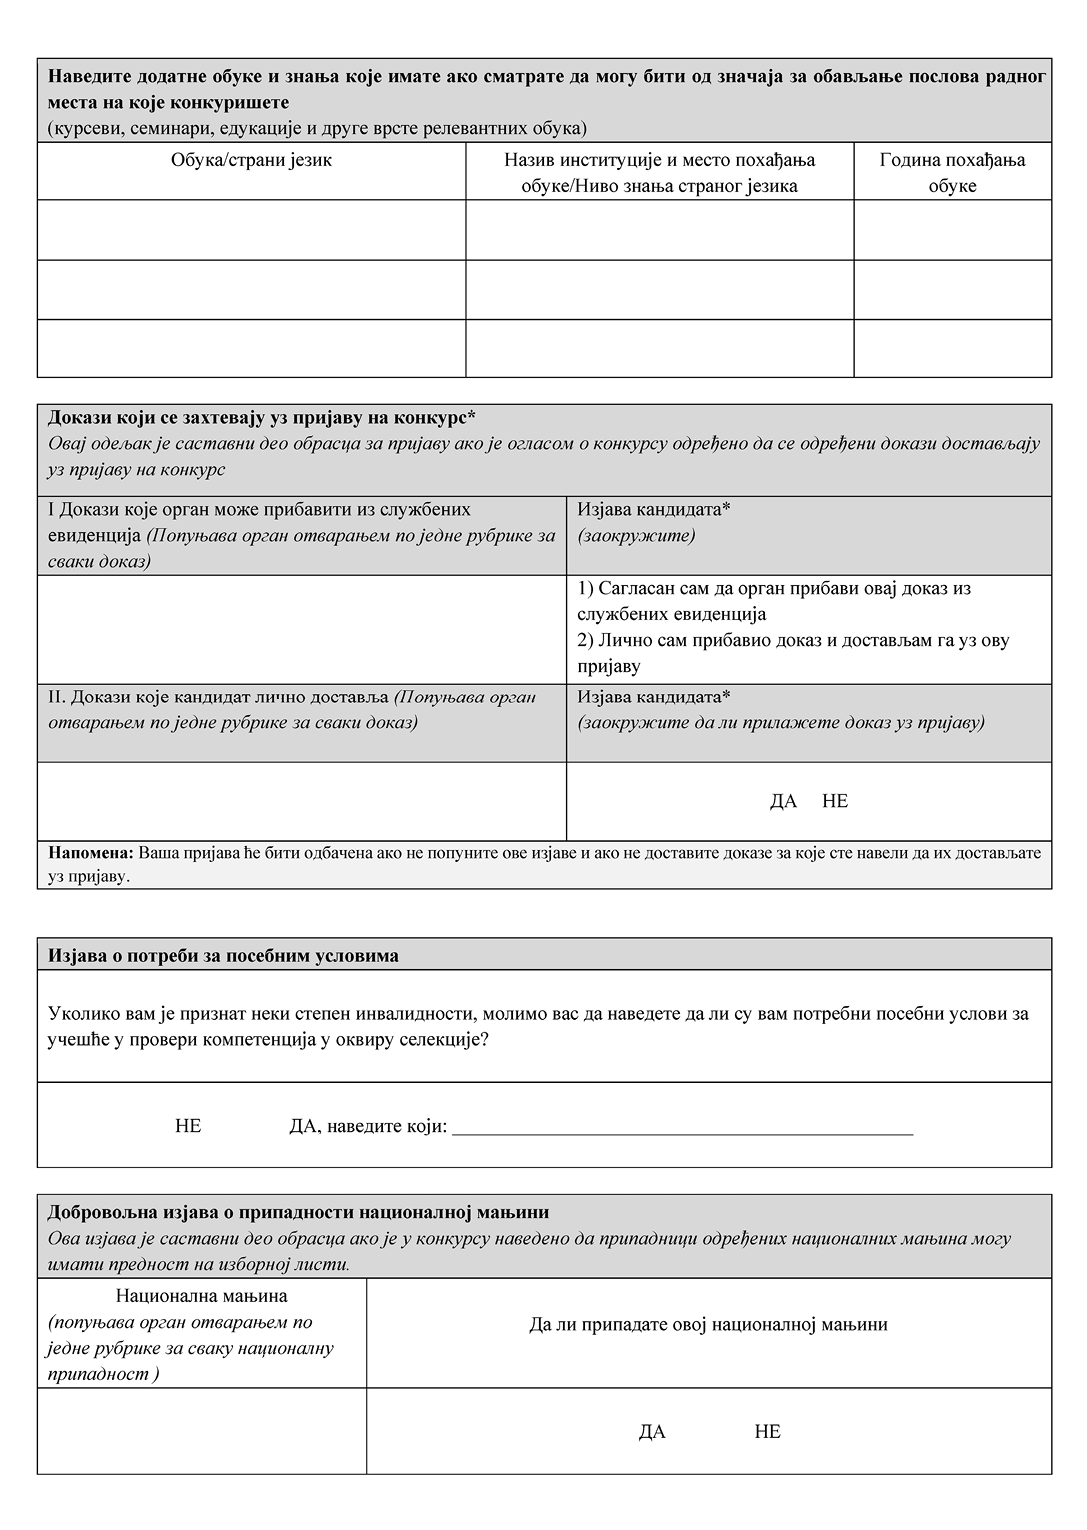 Наведите додатне обуке и знања које имате ако сматрате да могу бити од значаја за обављање послова радног
места на које конкуришете
(курсеви, семинари, едукације и друге врсте релевантних обука)
Обука/страни језик
Назив институције и место похађања
обуке/Ниво знања страног језика
Година похађања
обуке
Докази који се захтевају уз пријаву на конкурс*
Овај одељак је саставни део обрасца за пријаву ако је огласом о конкурсу одређено да се одређени докази достављају
уз пријаву на конкурс
I Докази које орган може прибавити из службених
евиденција (Попуњава орган отварањем по једне рубрике за
сваки доказ)
Изјава кандидата*
(заокружите)
1) Сагласан сам да орган прибави овај доказ из
службених евиденција
2) Лично сам прибавио доказ и достављам га уз ову
пријаву
II. Докази које кандидат лично доставља (Попуњава орган
отварањем по једне рубрике за сваки доказ)
Изјава кандидата*
(заокружите да ли прилажете доказ уз пријаву)
ДА НЕ
Напомена: Ваша пријава ће бити одбачена ако не попуните ове изјаве и ако не доставите доказе за које сте навели да их достављате
уз пријаву.
Изјава о потреби за посебним условима
Уколико вам је признат неки степен инвалидности, молимо вас да наведете да ли су вам потребни посебни услови за
учешће у провери компетенција у оквиру селекције?
НЕ ДА, наведите који: _______________________________________________
Добровољна изјава о припадности националној мањини
Ова изјава је саставни део обрасца ако је у конкурсу наведено да припадници одређених националних мањина могу
имати предност на изборној листи.
Национална мањина
(попуњава орган отварањем по
једне рубрике за сваку националну
припадност )
Да ли припадате овој националној мањини
ДА НЕ